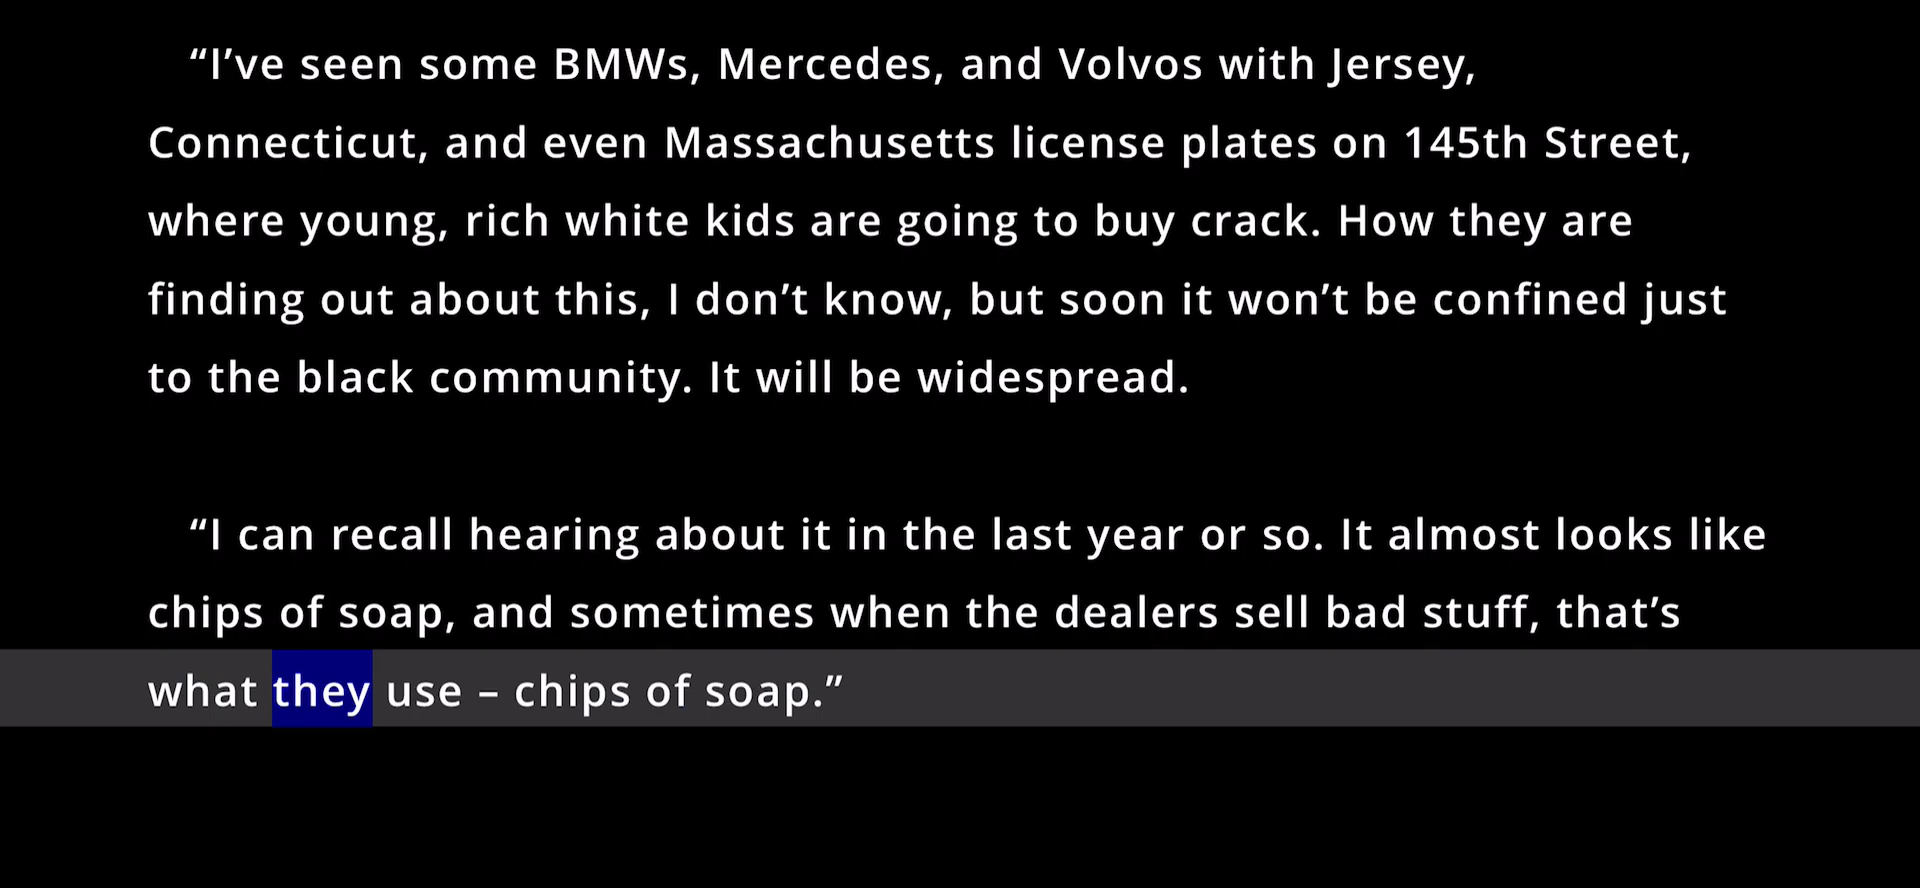 “I’ve seen some BMWs, Mercedes, and Volvos with Jersey,
Connecticut, and even Massachusetts license plates on 145th Street,
where young, rich white kids are going to buy crack. How they are
finding out about this, I don’t know, but soon it won’t be confined just
to the black community. It will be widespread.
“I can recall hearing about it in the last year or so. It almost looks like
chips of soap, and sometimes when the dealers sell bad stuff, that’s
what they use – chips of soap.”